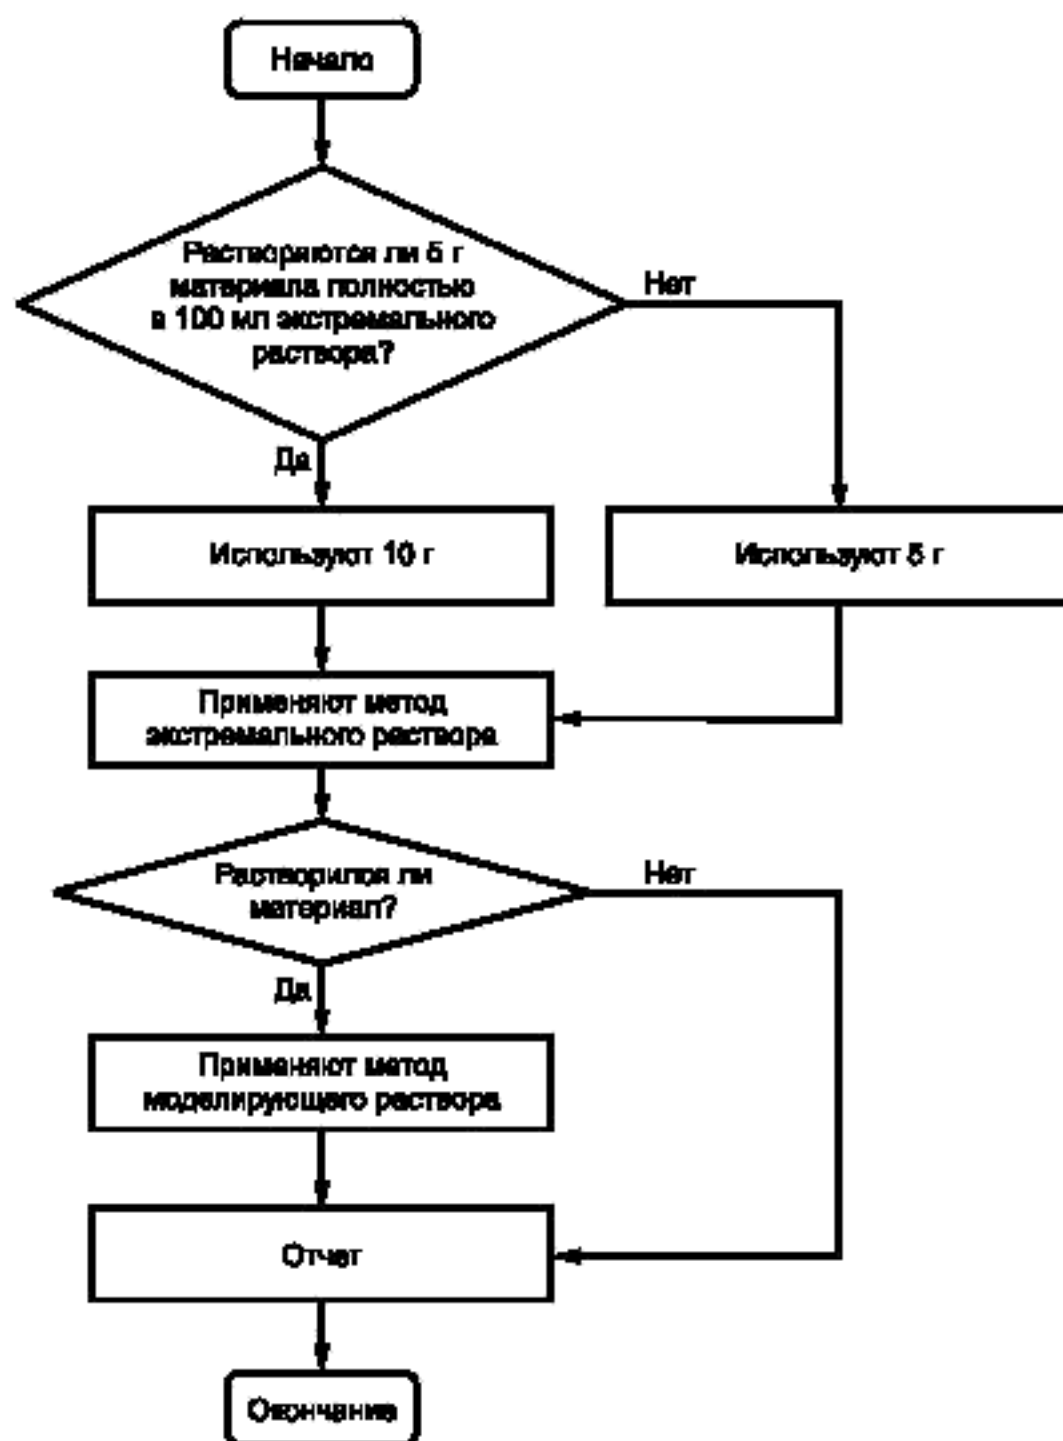 Начало
Растворяются ли 5 г
материала полностью
в 100 мл экстремального
раствора?
Нет
Да
Используют 10 г
Используют 5 г
Применяют метод
экстремального раствора
Растворился ли
материал?
Нет
Да
Применяют метод
моделирующего раствора
Отчет
Окончание